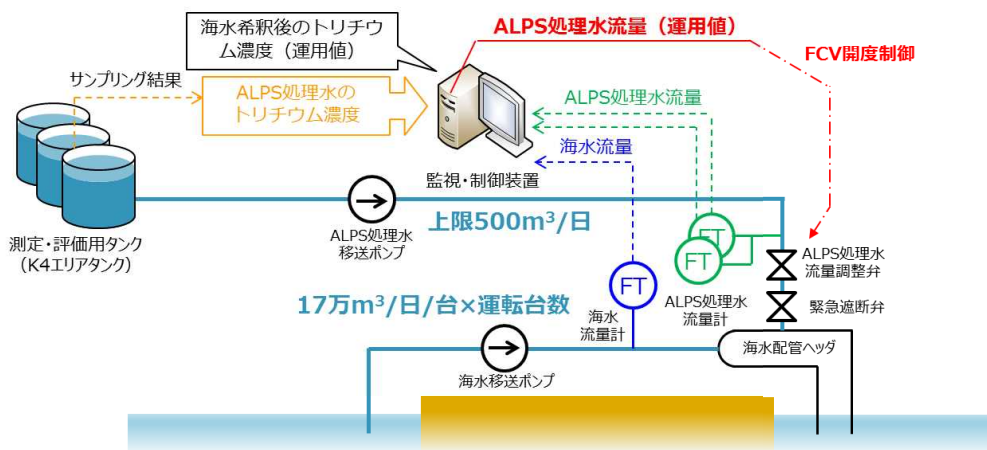 海水希釈後のトリチウ
ム濃度（運用値）
ALPS処理水流量（運用値）
FCV開度制御
サンプリング結果
ALPS処理水の
トリチウム濃度
ALPS処理水流量
海水流量
監視・制御装置
上限500m³/日
ALPS処理水
移送ポンプ
測定・評価用タンク
（K4エリアタンク）
FT
FT
FT
ALPS処理水
流量調整弁
緊急遮断弁
ALPS処理水
流量計
海水
流量計
17万m³/日/台×運転台数
海水配管ヘッダ
海水移送ポンプ